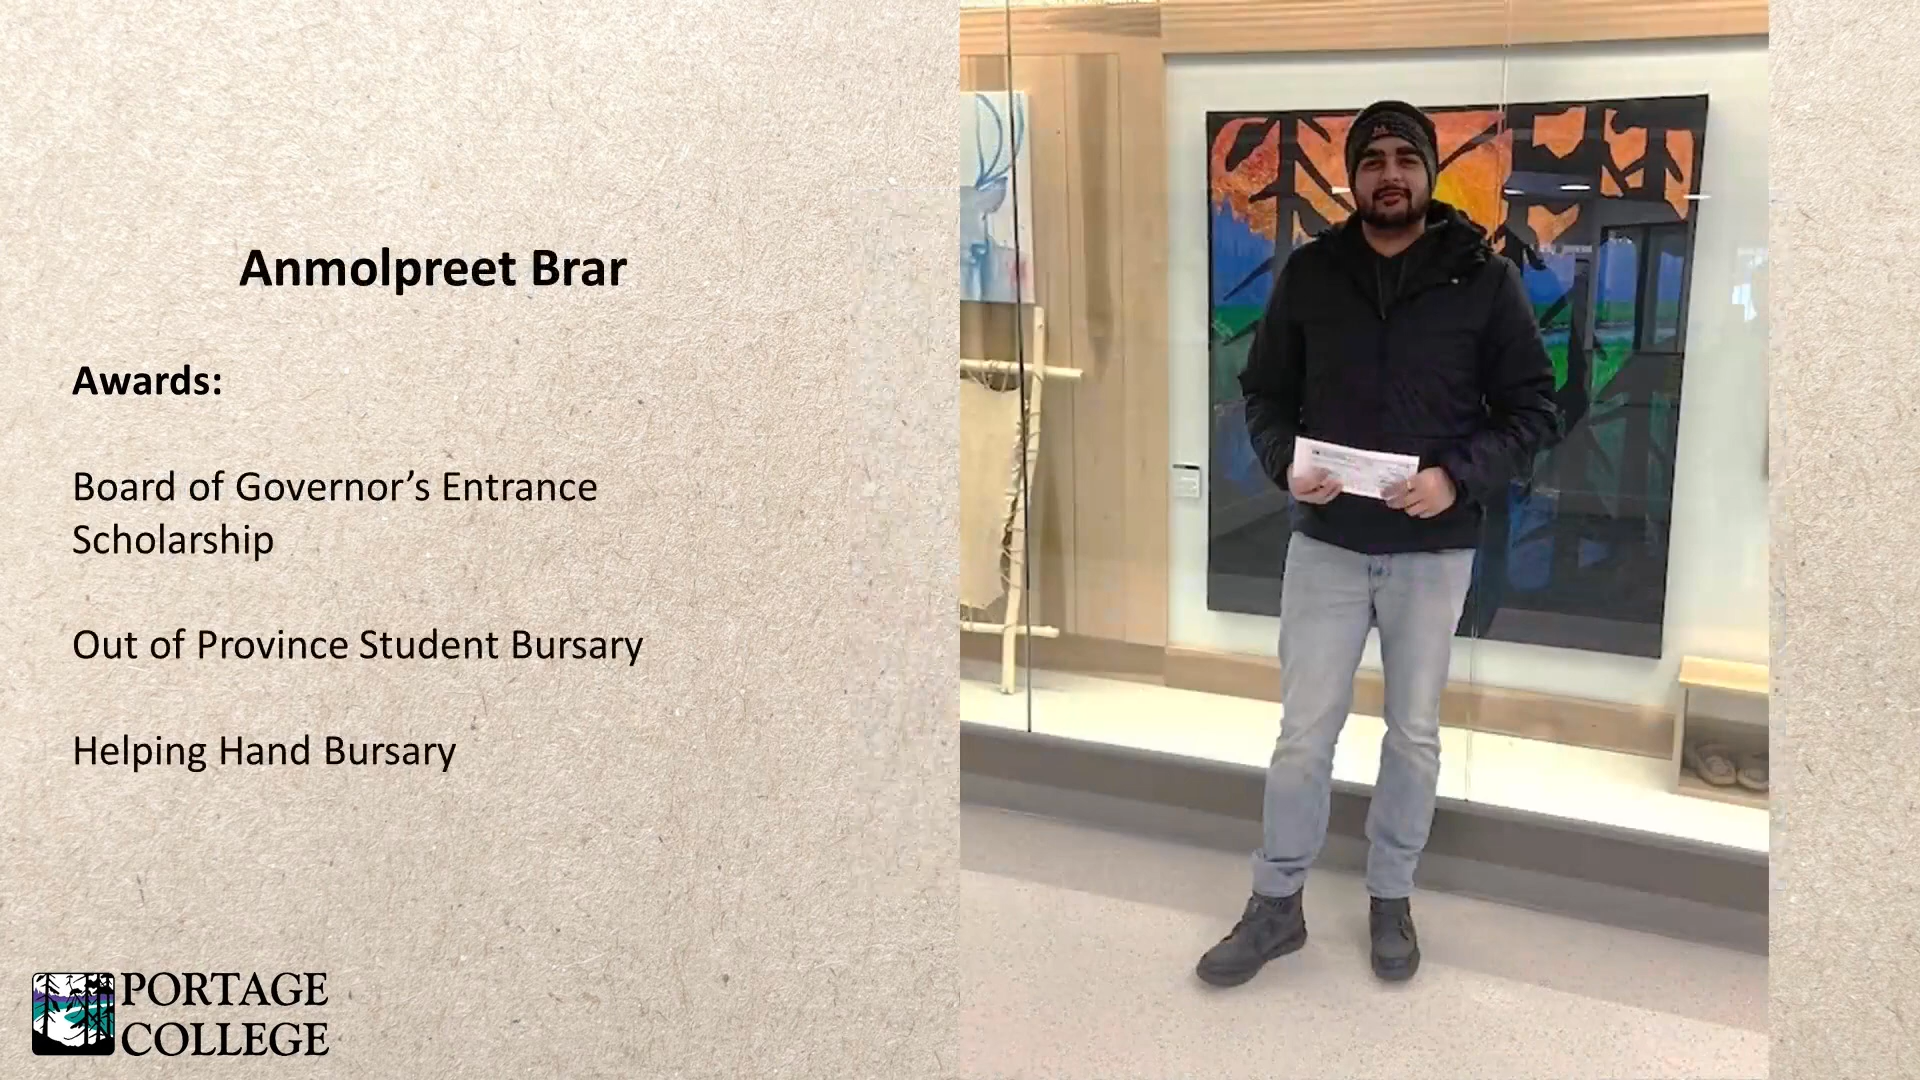 Anmolpreet Brar
Awards:
Board of Governor’s Entrance
Scholarship
Out of Province Student Bursary
Helping Hand Bursary
PORTAGE
COLLEGE